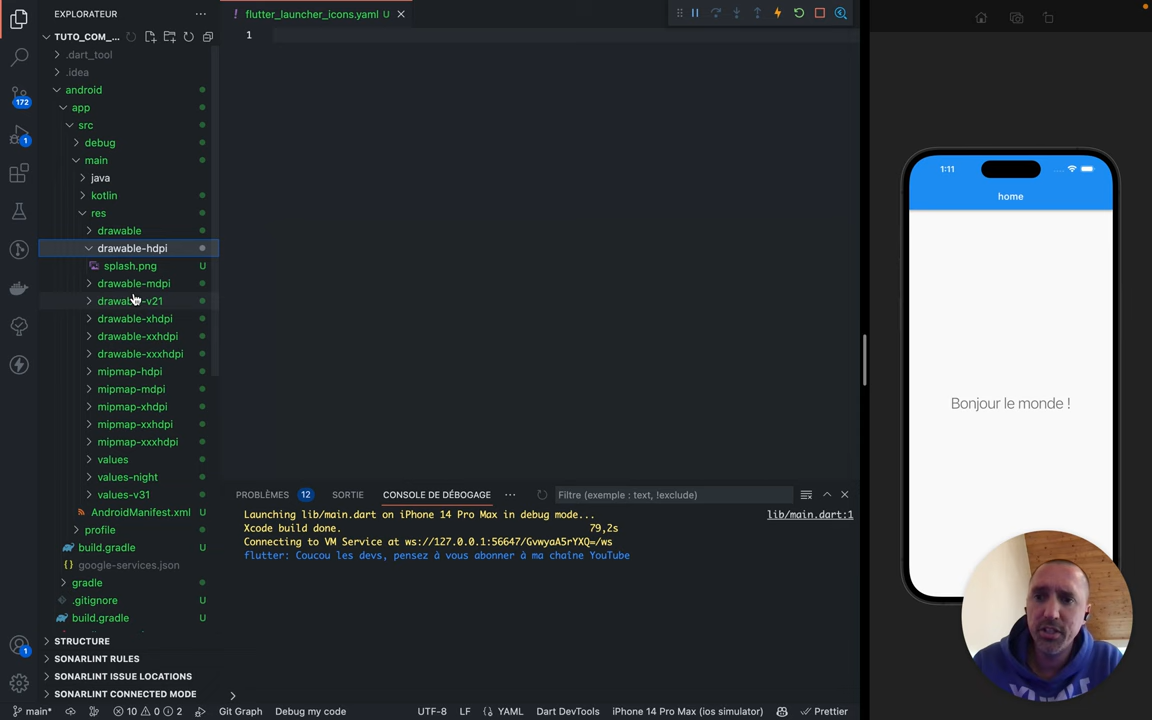 EXPLORATEUR
TUTO_COM_...
.dart_tool
.idea
android
app
src
debug
main
java
kotlin
res
drawable
drawable-hdpi
splash.png U
drawable-mdpi
drawable-v21
drawable-xhdpi
drawable-xxhdpi
drawable-xxxhdpi
mipmap-hdpi
mipmap-mdpi
mipmap-xhdpi
mipmap-xxhdpi
mipmap-xxxhdpi
values
values-night
values-v31
AndroidManifest.xml U
profile
build.gradle U
{} google-services.json
gradle
.gitignore U
build.gradle U
STRUCTURE
SONARLINT RULES
SONARLINT ISSUE LOCATIONS
SONARLINT CONNECTED MODE
172
1
1
! flutter_launcher_icons.yaml U
1
PROBLÈMES 12 SORTIE CONSOLE DE DÉBOGAGE ... Filtre (exemple : text, !exclude)
Launching lib/main.dart on iPhone 14 Pro Max in debug mode... lib/main.dart:1
Xcode build done. 79,2s
Connecting to VM Service at ws://127.0.0.1:56647/GvwyaA5rYXQ=/ws
flutter: Coucou les devs, pensez à vous abonner à ma chaîne YouTube
main* 10 0 2 Git Graph Debug my code UTF-8 LF YAML Dart DevTools iPhone 14 Pro Max (ios simulator) Prettier
1:11
home
Bonjour le monde !